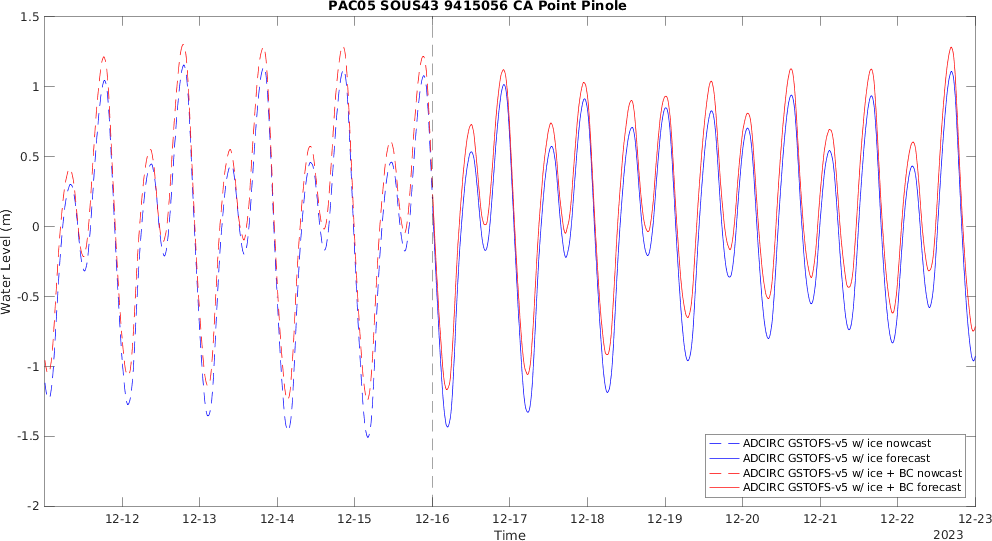 PAC05 SOUS43 9415056 CA Point Pinole
1.5
1
0.5
0
-0.5
-1
-1.5
-2
Water Level (m)
ADCIRC GSTOFS-v5 w/ ice nowcast
ADCIRC GSTOFS-v5 w/ ice forecast
ADCIRC GSTOFS-v5 w/ ice + BC nowcast
ADCIRC GSTOFS-v5 w/ ice + BC forecast
12-12 12-13 12-14 12-15 12-16 12-17 12-18 12-19 12-20 12-21 12-22 12-23
Time
2023